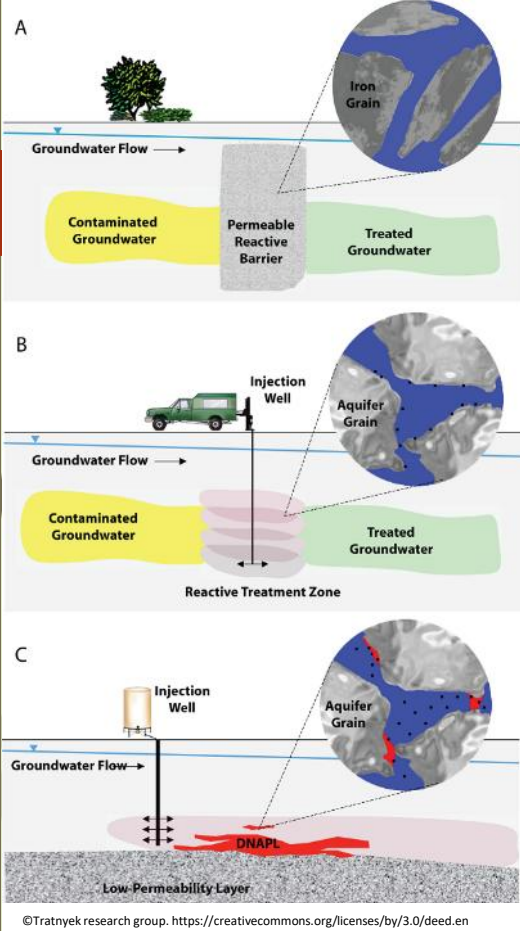 A
Iron
Grain
Groundwater Flow
Contaminated
Groundwater
Permeable
Reactive
Barrier
Treated
Groundwater
B
Injection
Well
Aquifer
Grain
Groundwater Flow
Contaminated
Groundwater
Treated
Groundwater
Reactive Treatment Zone
C
Injection
Well
Aquifer
Grain
Groundwater Flow
DNAPL
Low-Permeability Layer
©Tratnyek research group. https://creativecommons.org/licenses/by/3.0/deed.en